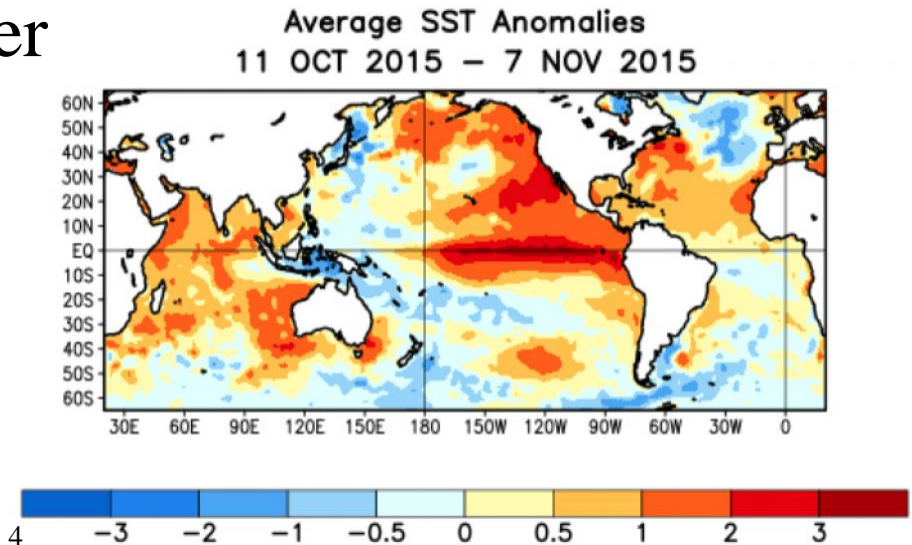 er
Average SST Anomalies
11 OCT 2015 – 7 NOV 2015
60N
50N
40N
30N
20N
10N
EQ
10S
20S
30S
40S
50S
60S
30E 60E 90E 120E 150E 180 150W 120W 90W 60W 30W 0
-3 -2 -1 -0.5 0 0.5 1 2 3
4